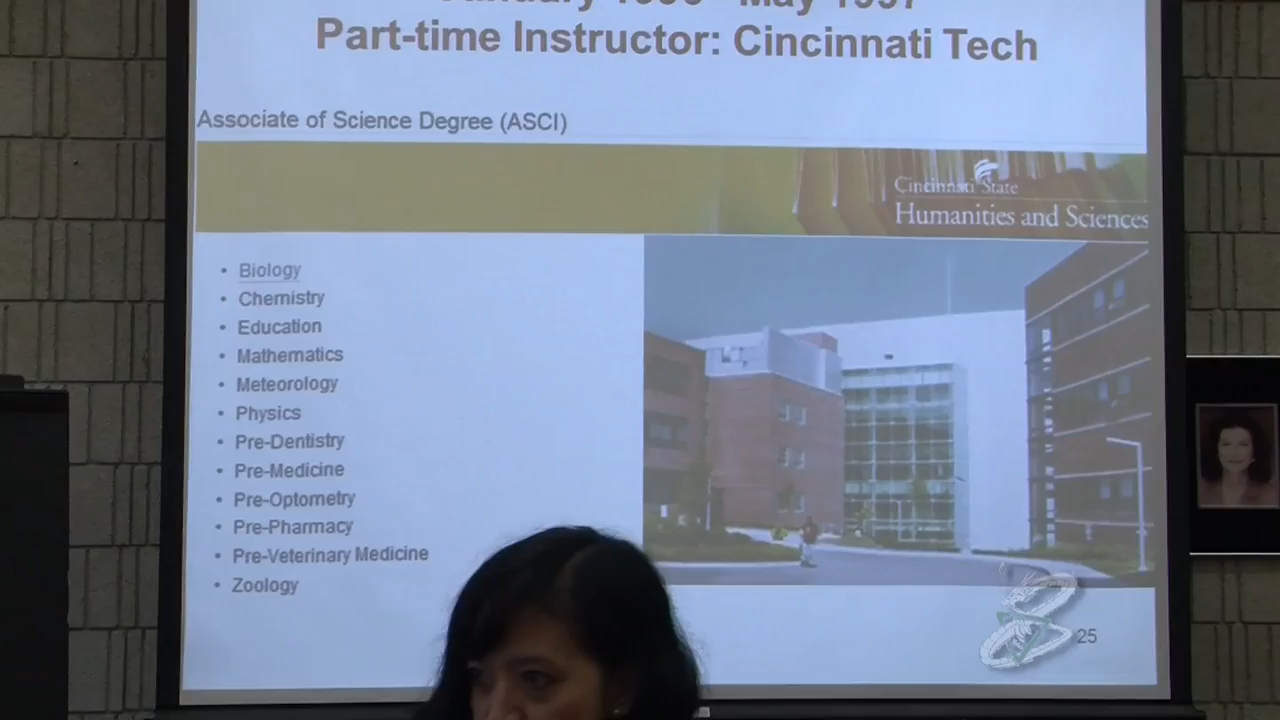 Part-time Instructor: Cincinnati Tech
Associate of Science Degree (ASCI)
Cincinnati State
Humanities and Sciences
• Biology
• Chemistry
• Education
• Mathematics
• Meteorology
• Physics
• Pre-Dentistry
• Pre-Medicine
• Pre-Optometry
• Pre-Pharmacy
• Pre-Veterinary Medicine
• Zoology
25